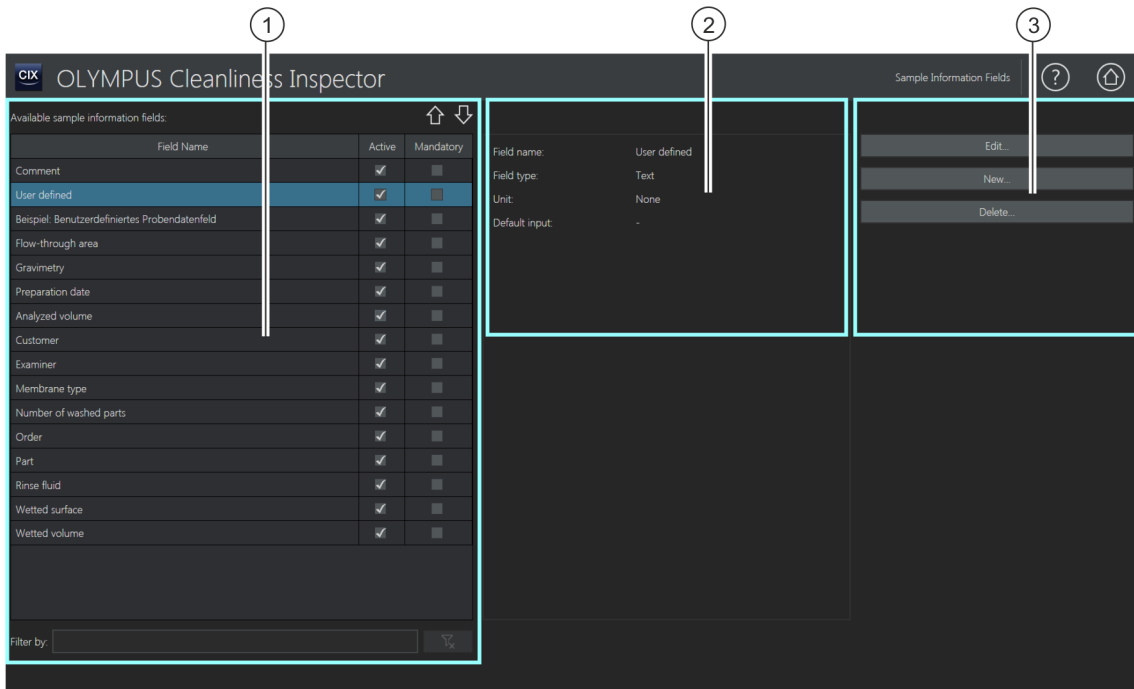 1
2
3
CIX OLYMPUS Cleanliness Inspector
Sample Information Fields
?
Available sample information fields:
Field Name Active Mandatory
Comment
User defined
Beispiel: Benutzerdefiniertes Probendatenfeld
Flow-through area
Gravimetry
Preparation date
Analyzed volume
Customer
Examiner
Membrane type
Number of washed parts
Order
Part
Rinse fluid
Wetted surface
Wetted volume
Filter by:
Field name: User defined
Field type: Text
Unit: None
Default input: -
Edit...
New...
Delete...